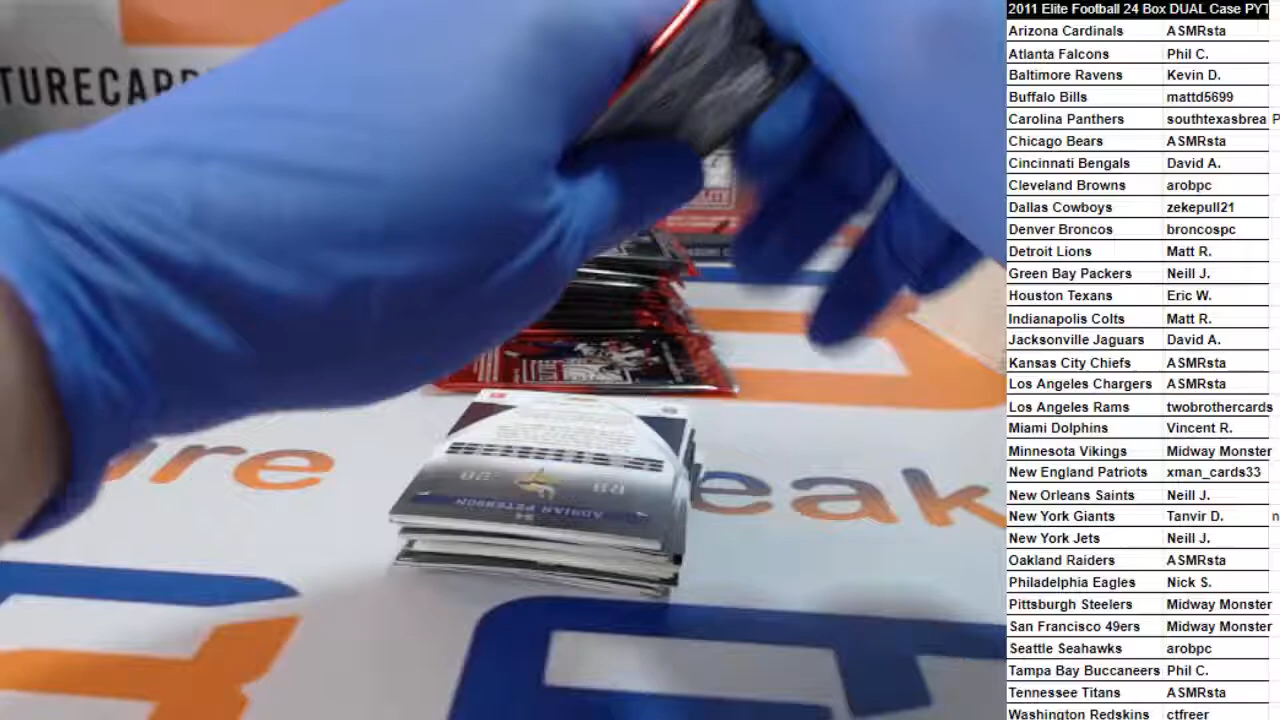 2011 Elite Football 24 Box DUAL Case PYT
Arizona Cardinals ASMRsta
Atlanta Falcons Phil C.
Baltimore Ravens Kevin D.
Buffalo Bills mattd5699
Carolina Panthers southtexasbrea P
Chicago Bears ASMRsta
Cincinnati Bengals David A.
Cleveland Browns arobpc
Dallas Cowboys zekepull21
Denver Broncos broncospc
Detroit Lions Matt R.
Green Bay Packers Neill J.
Houston Texans Eric W.
Indianapolis Colts Matt R.
Jacksonville Jaguars David A.
Kansas City Chiefs ASMRsta
Los Angeles Chargers ASMRsta
Los Angeles Rams twobrothercards
Miami Dolphins Vincent R.
Minnesota Vikings Midway Monster
New England Patriots xman_cards33
New Orleans Saints Neill J.
New York Giants Tanvir D. n
New York Jets Neill J.
Oakland Raiders ASMRsta
Philadelphia Eagles Nick S.
Pittsburgh Steelers Midway Monster
San Francisco 49ers Midway Monster
Seattle Seahawks arobpc
Tampa Bay Buccaneers Phil C.
Tennessee Titans ASMRsta
Washington Redskins ctfreer
TURECARD
ure eak
28 RB
ADRIAN PETERSON